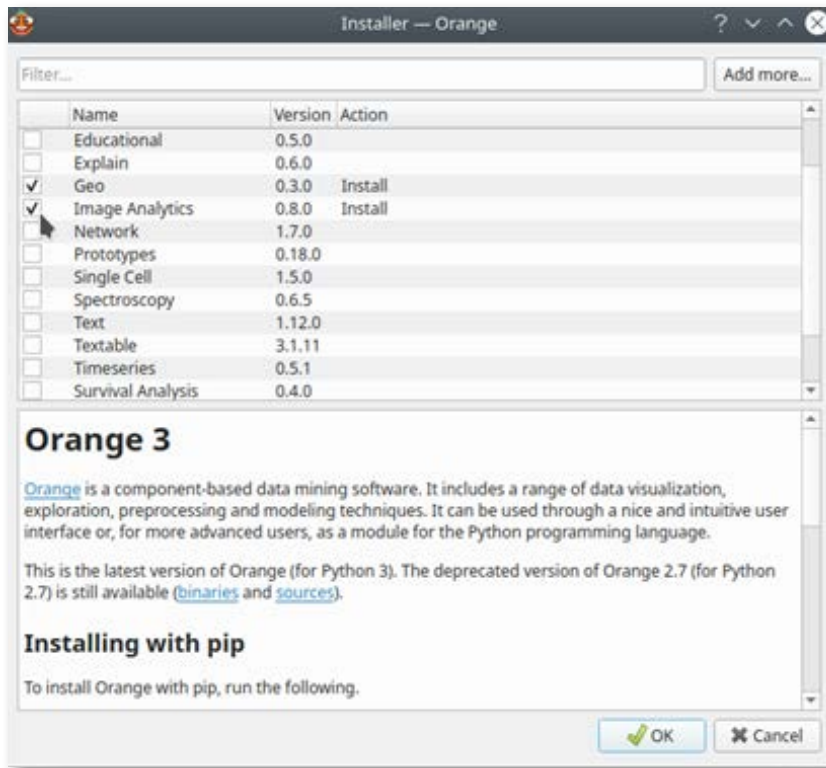 Installer — Orange
Filter...
Add more...
Name Version Action
Educational 0.5.0
Explain 0.6.0
Geo 0.3.0 Install
Image Analytics 0.8.0 Install
Network 1.7.0
Prototypes 0.18.0
Single Cell 1.5.0
Spectroscopy 0.6.5
Text 1.12.0
Textable 3.1.11
Timeseries 0.5.1
Survival Analysis 0.4.0
Orange 3
Orange is a component-based data mining software. It includes a range of data visualization,
exploration, preprocessing and modeling techniques. It can be used through a nice and intuitive user
interface or, for more advanced users, as a module for the Python programming language.
This is the latest version of Orange (for Python 3). The deprecated version of Orange 2.7 (for Python
2.7) is still available (binaries and sources).
Installing with pip
To install Orange with pip, run the following.
OK
Cancel